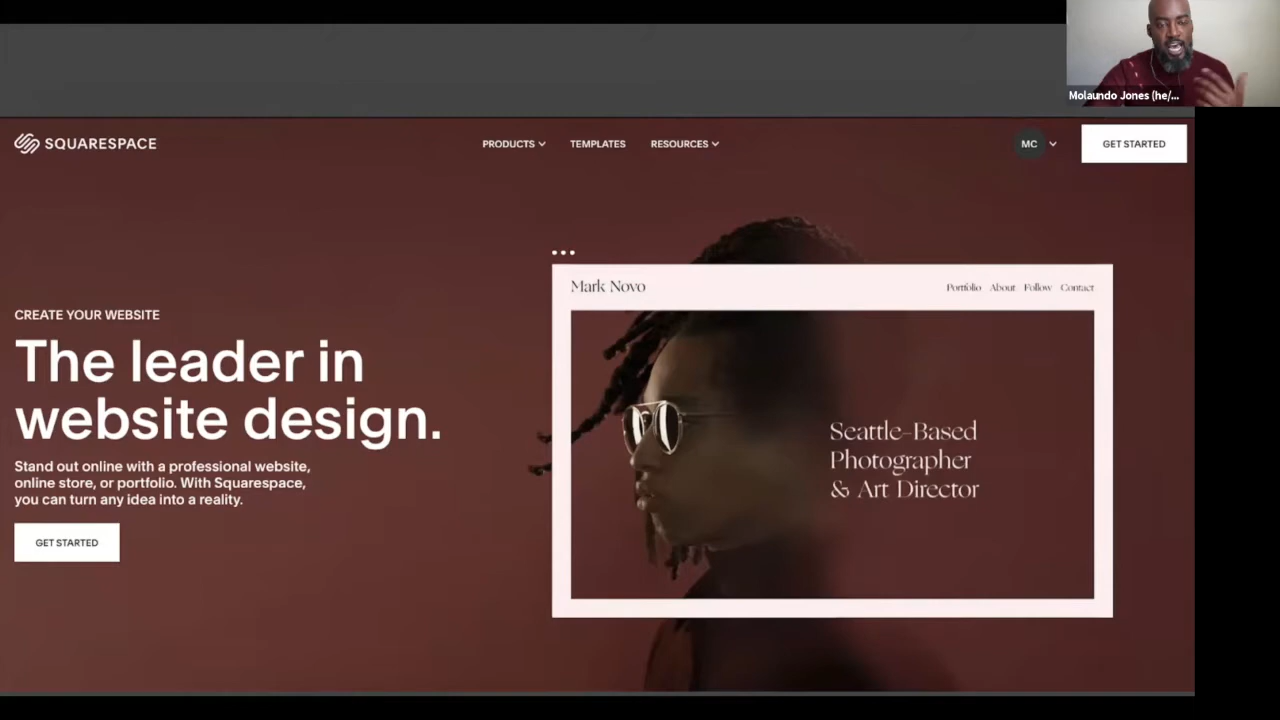 Molaundo Jones (he/...
SQUARESPACE
PRODUCTS
TEMPLATES
RESOURCES
MC
GET STARTED
Mark Novo
Portfolio
About
Follow
Contact
CREATE YOUR WEBSITE
The leader in
website design.
Stand out online with a professional website,
online store, or portfolio. With Squarespace,
you can turn any idea into a reality.
GET STARTED
Seattle-Based
Photographer
& Art Director